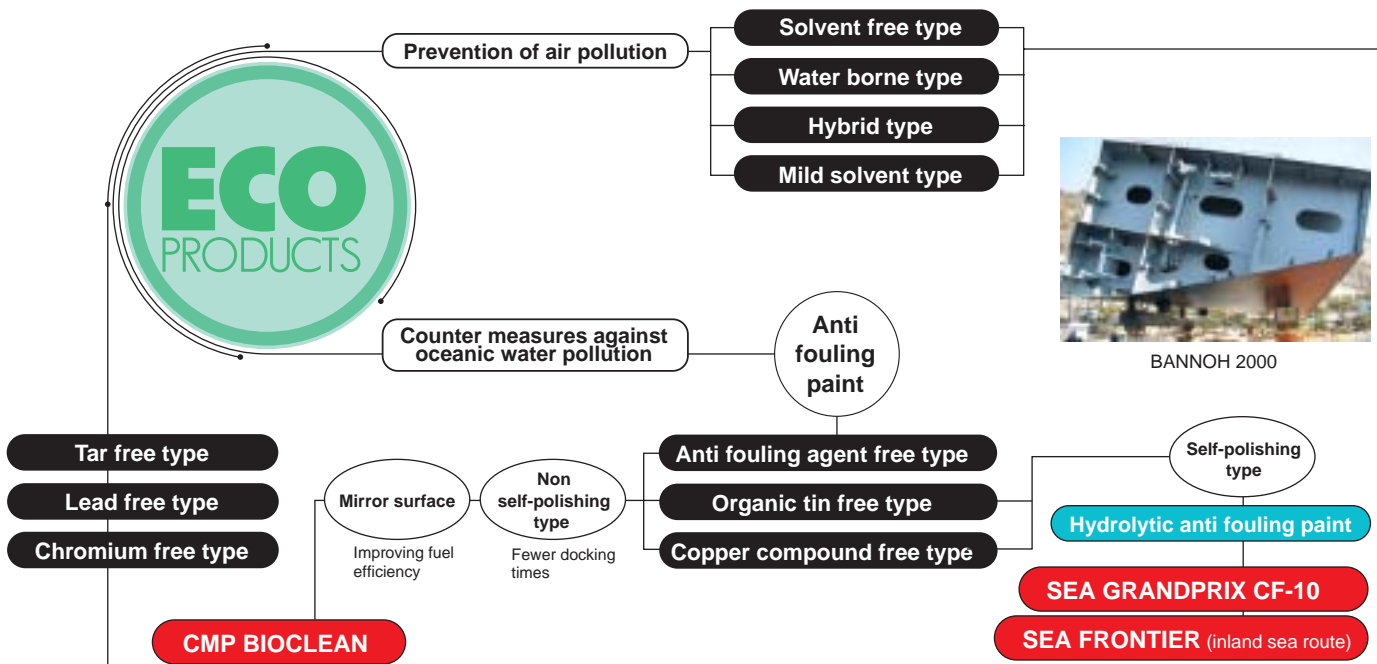 Prevention of air pollution
Solvent free type
Water borne type
Hybrid type
Mild solvent type
ECO
PRODUCTS
Counter measures against
oceanic water pollution
Anti
fouling
paint
BANNOH 2000
Tar free type
Lead free type
Chromium free type
Mirror surface
Improving fuel
efficiency
Non
self-polishing
type
Fewer docking
times
Anti fouling agent free type
Organic tin free type
Copper compound free type
Self-polishing
type
Hydrolytic anti fouling paint
SEA GRANDPRIX CF-10
SEA FRONTIER (inland sea route)
CMP BIOCLEAN